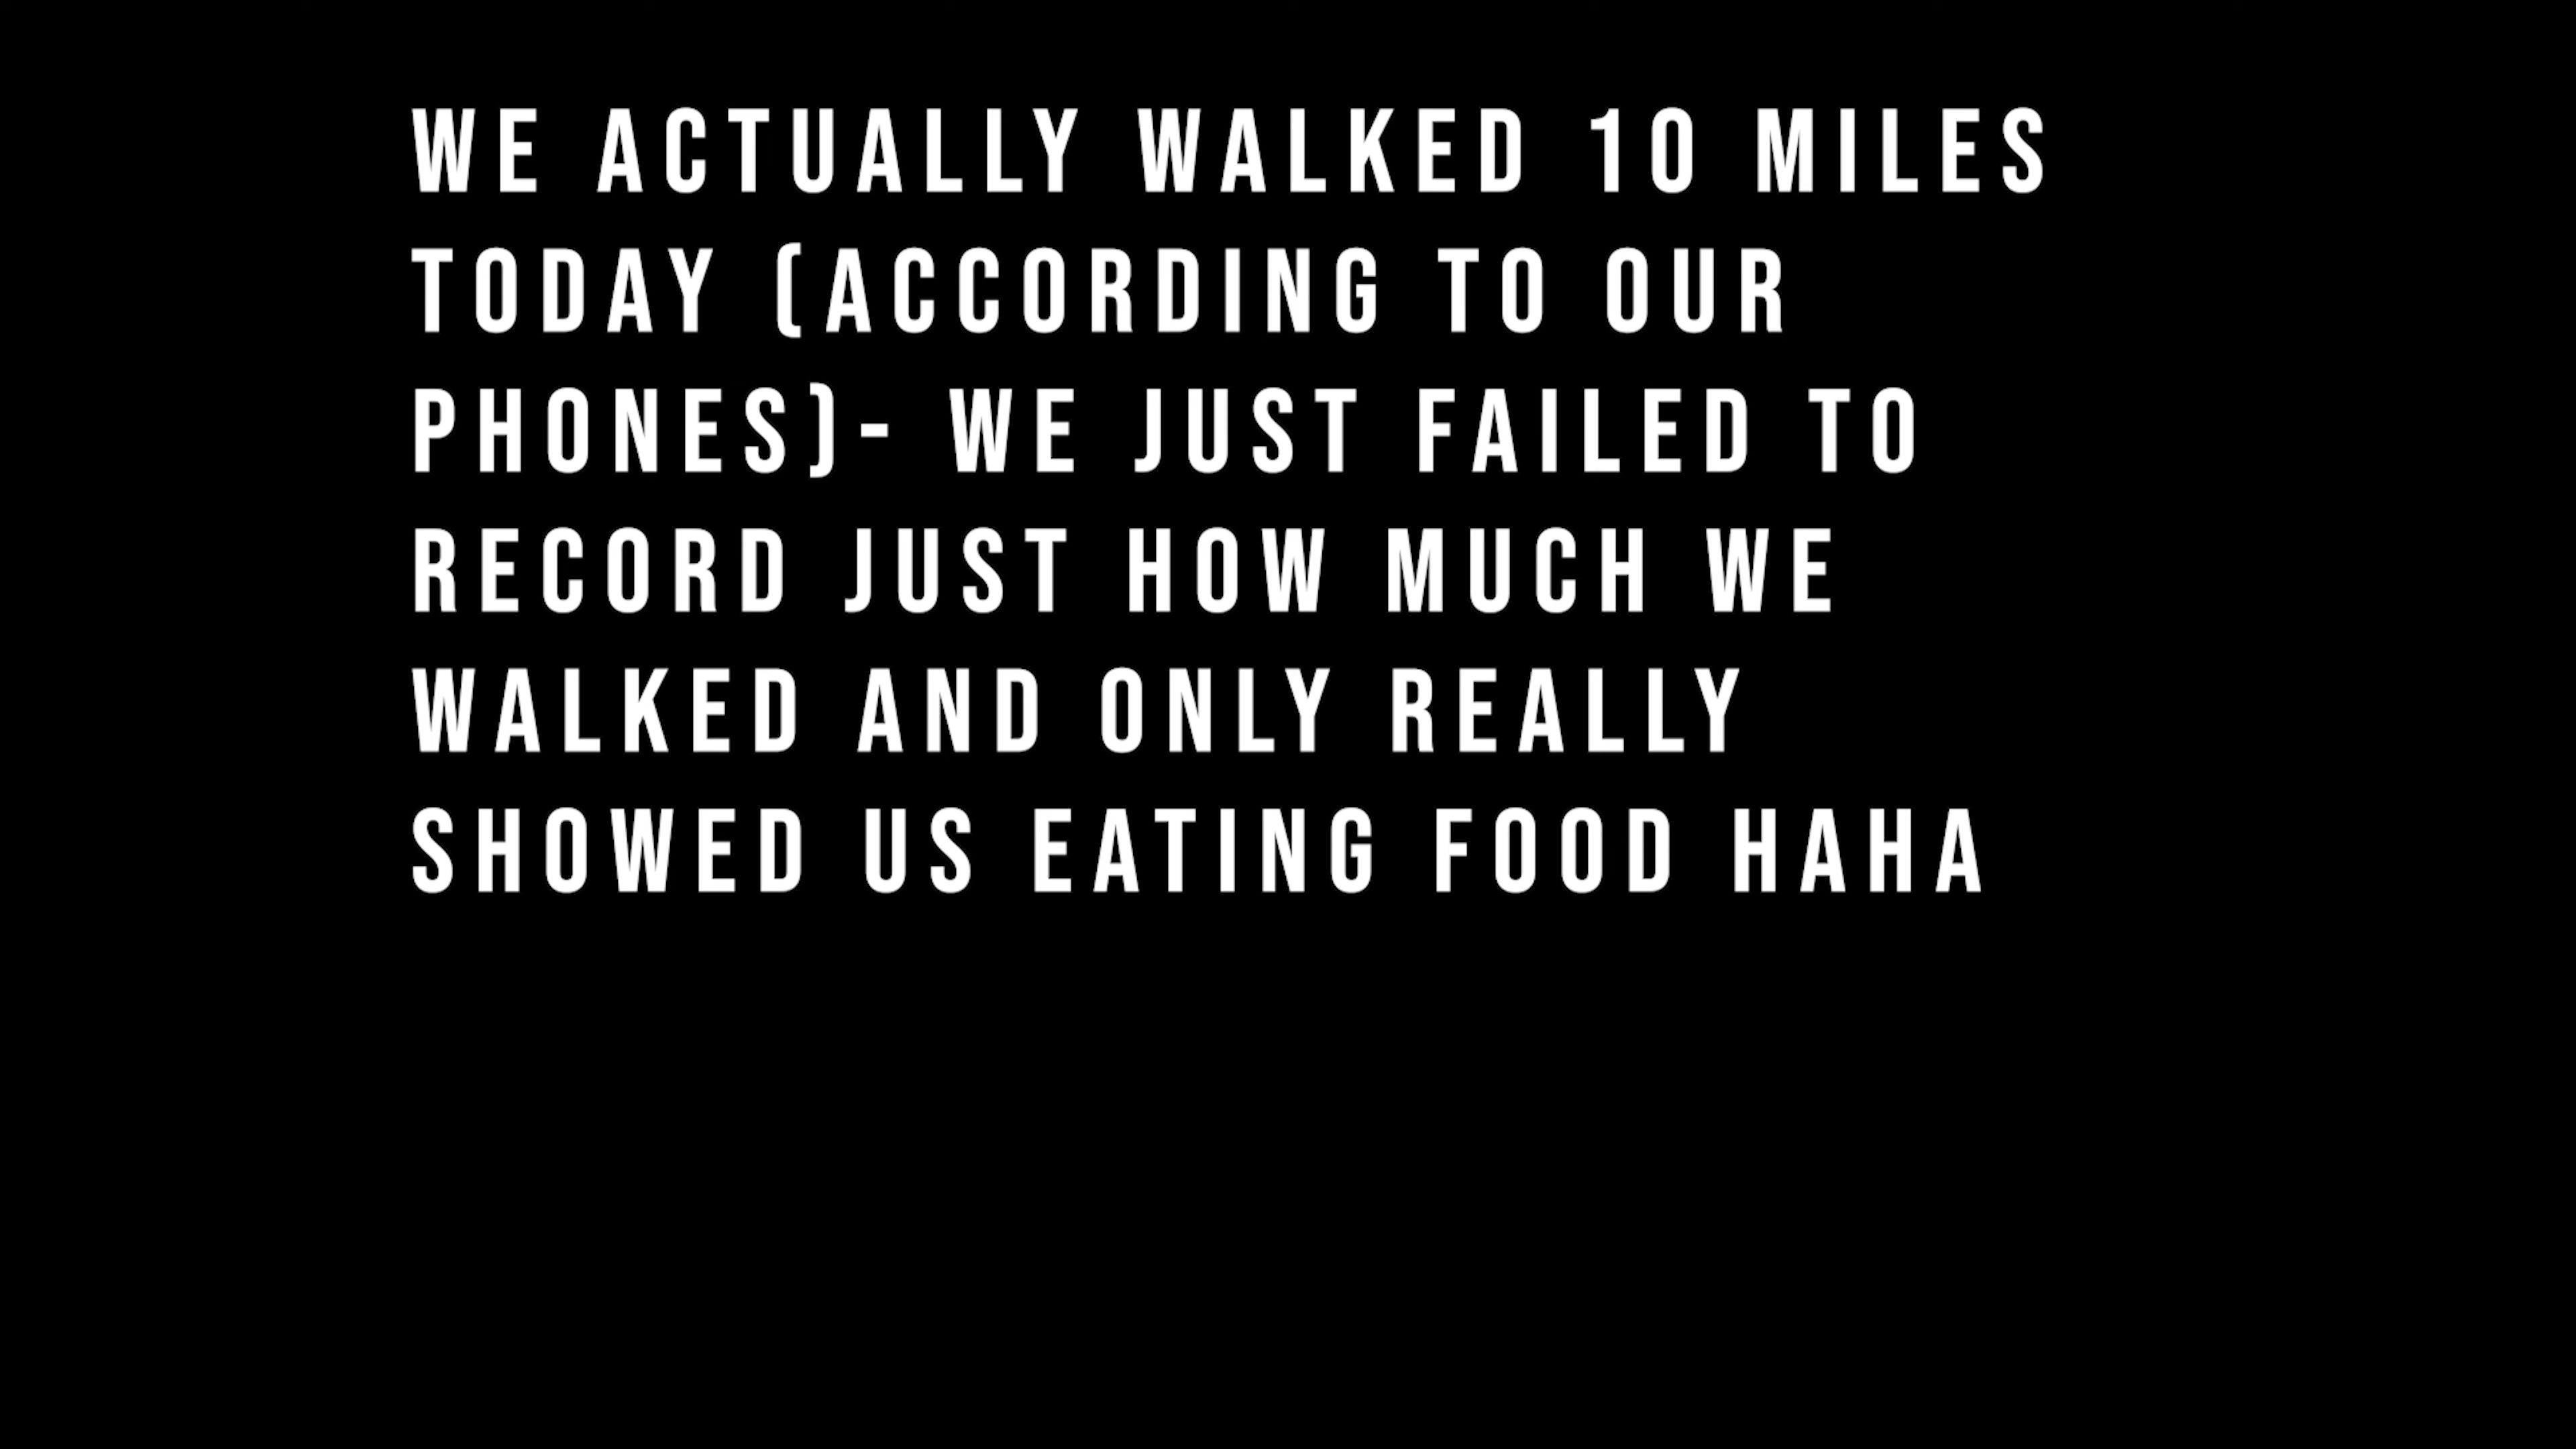 WE ACTUALLY WALKED 10 MILES
TODAY (ACCORDING TO OUR
PHONES)- WE JUST FAILED TO
RECORD JUST HOW MUCH WE
WALKED AND ONLY REALLY
SHOWED US EATING FOOD HAHA